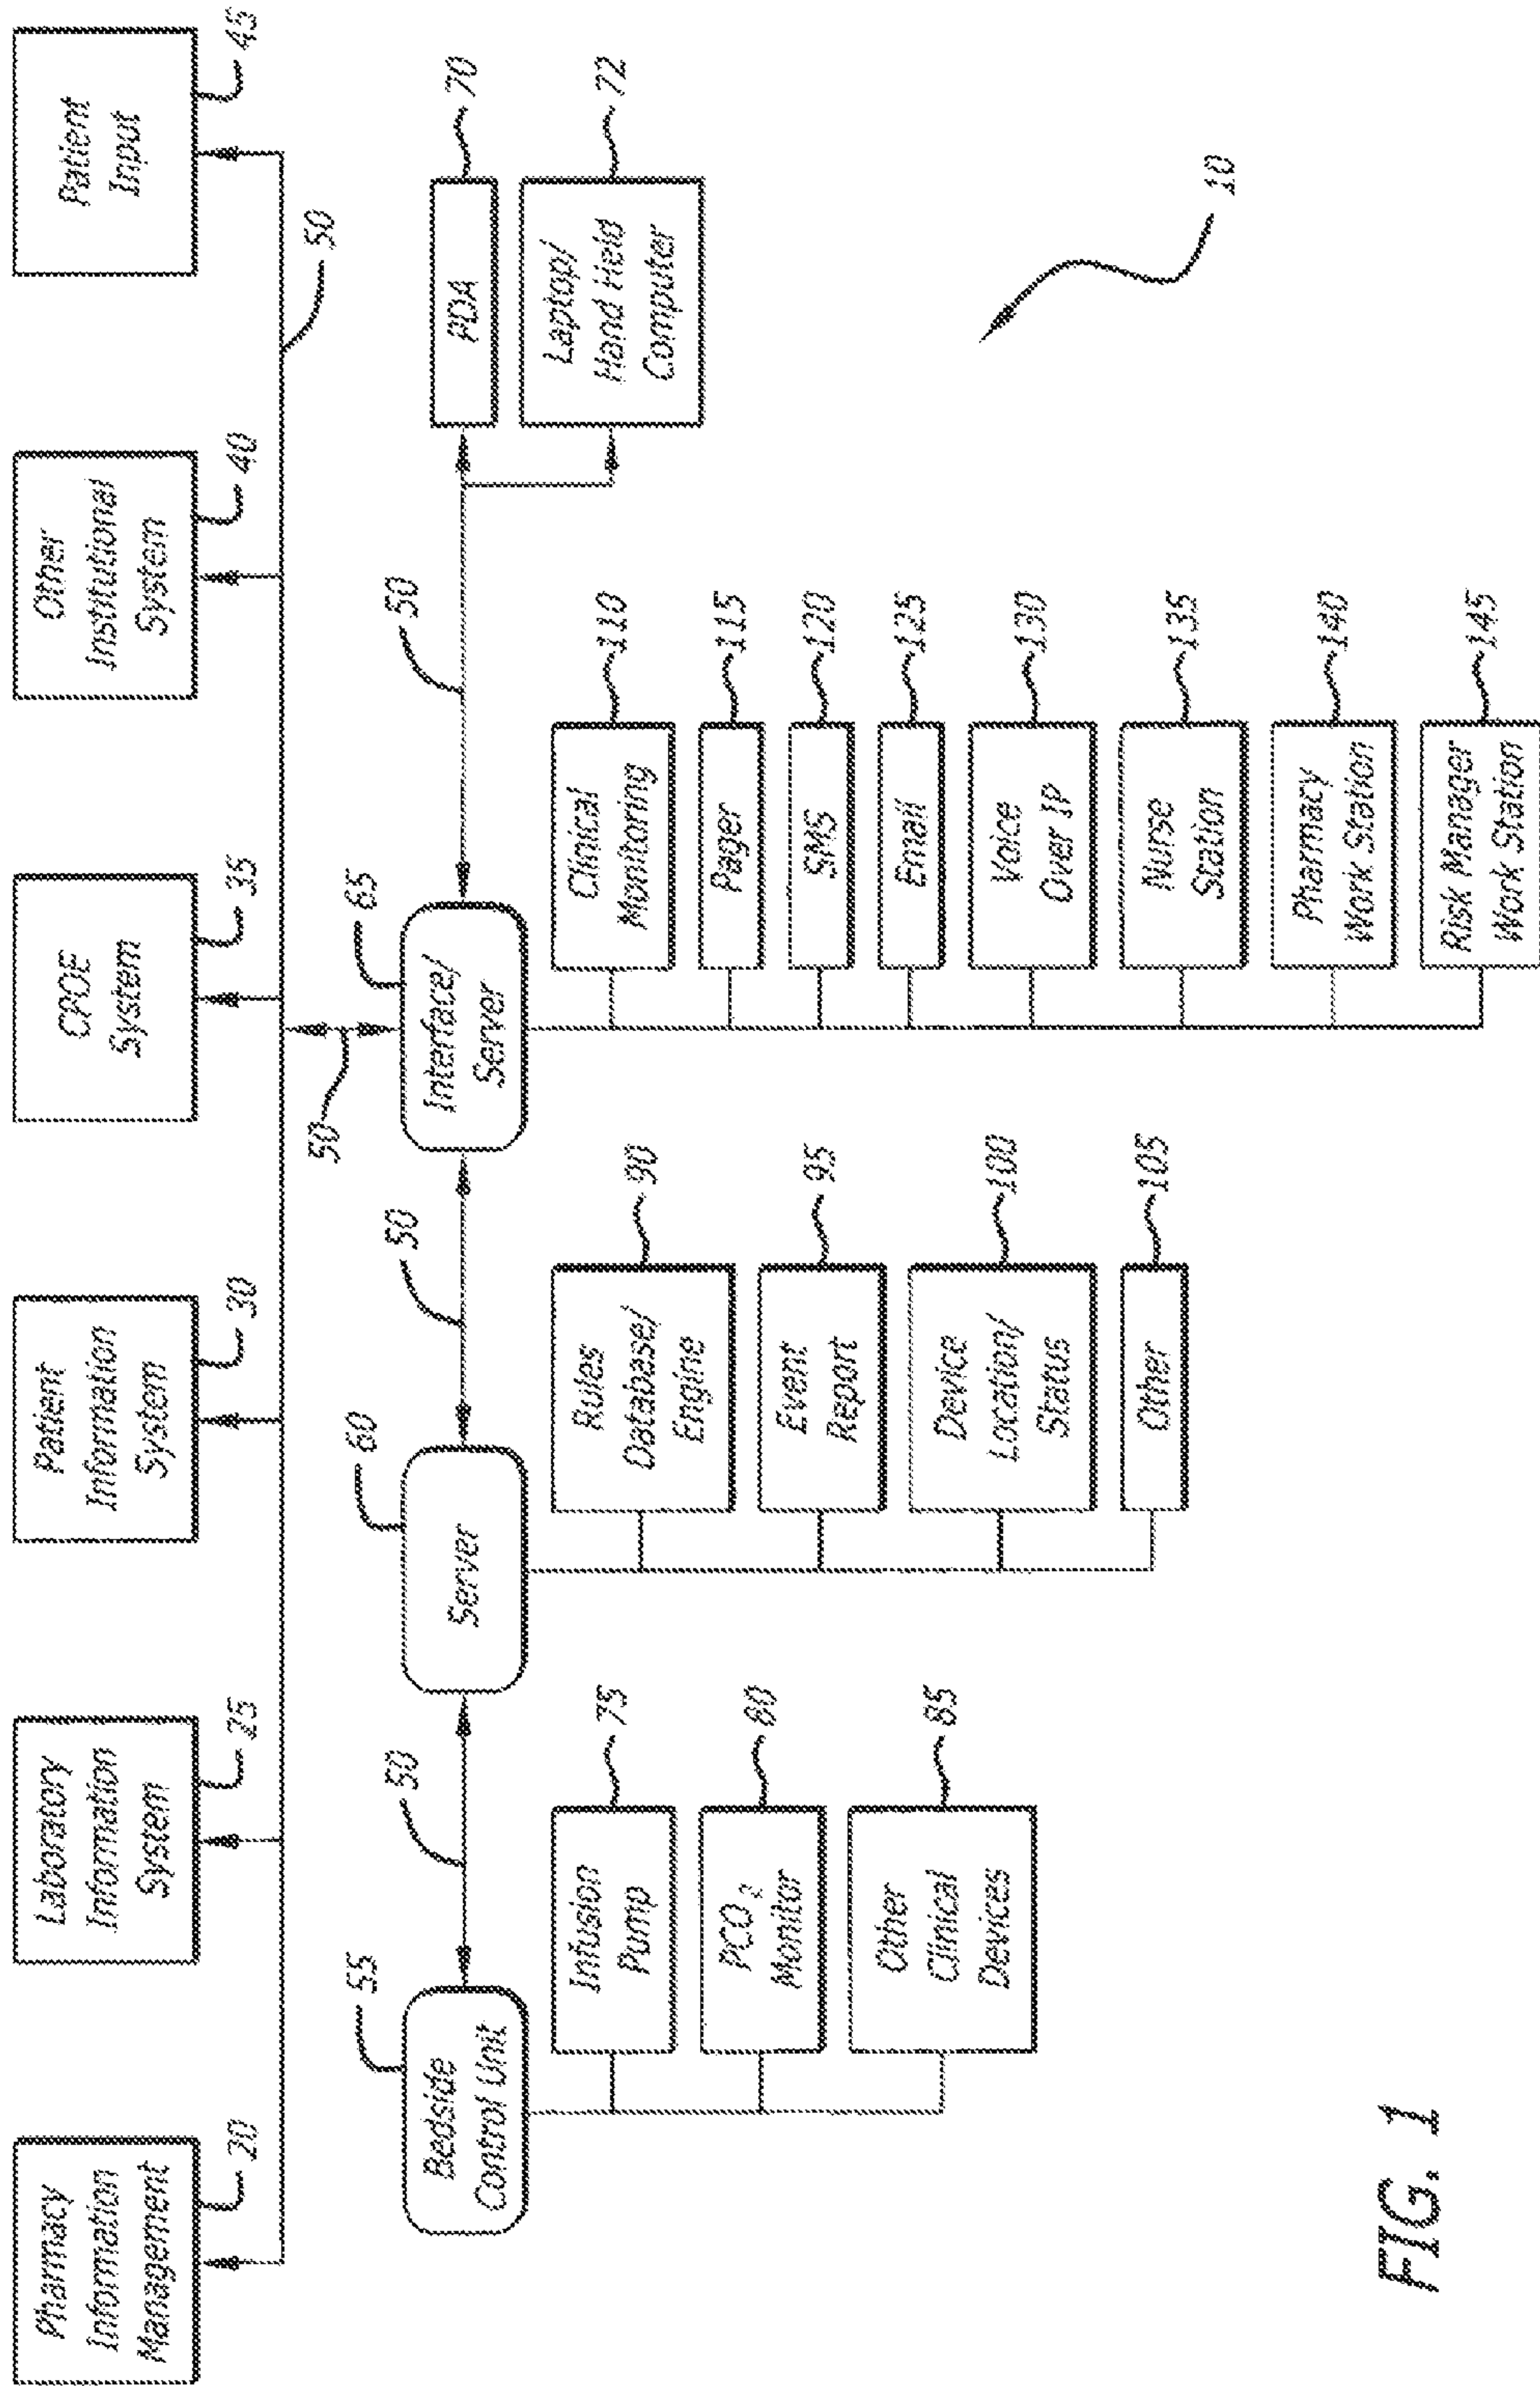 Pharmacy
Information
Management
20
Laboratory
Information
System
25
Patient
Information
System
30
CPOE
System
35
Other
Institutional
System
40
Patient
Input
45
50
50
Bedside
Control Unit
55
50
Server
60
50
Interface/
Server
65
50
PDA
70
Laptop/
Hand Held
Computer
72
Infusion
Pump
75
PCO2
Monitor
80
Other
Clinical
Devices
85
Rules
Database/
Engine
90
Event
Report
95
Device
Location/
Status
100
Other
105
Clinical
Monitoring
110
Pager
115
SMS
120
Email
125
Voice
Over IP
130
Nurse
Station
135
Pharmacy
Work Station
140
Risk Manager
Work Station
145
10
FIG. 1